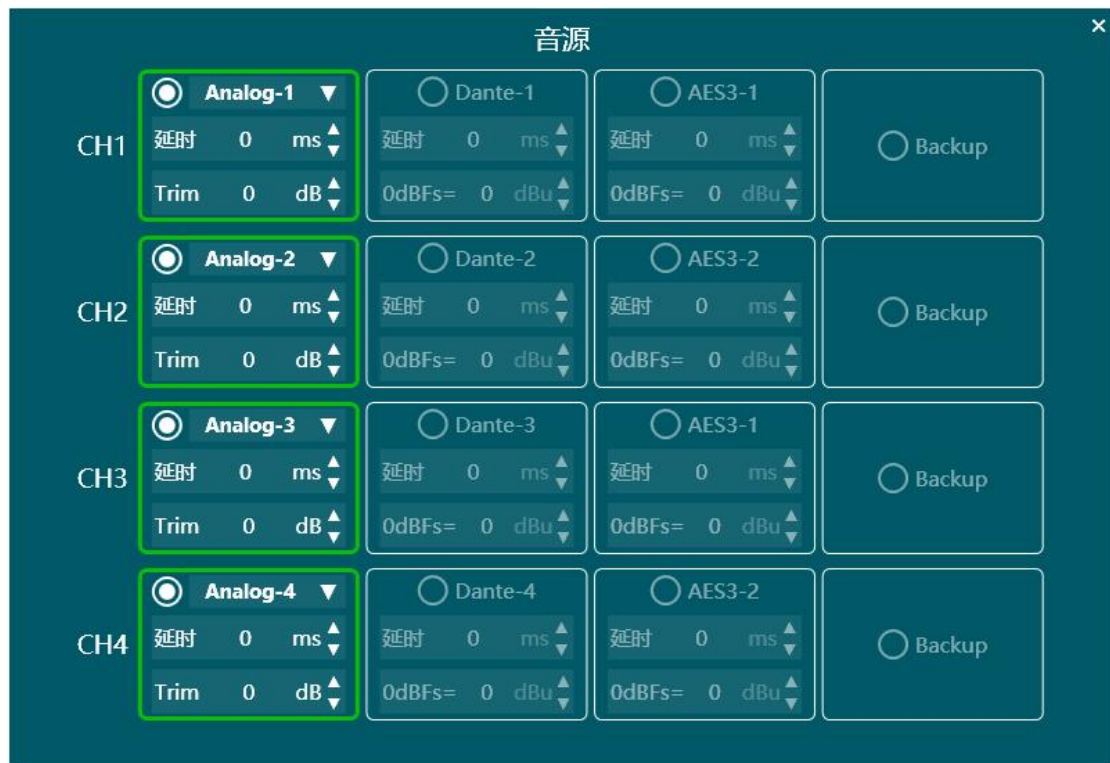 音源
×
Analog-1 ▼ Dante-1 AES3-1
CH1 延时 0 ms 延时 0 ms 延时 0 ms Backup
Trim 0 dB 0dBFs= 0 dBu 0dBFs= 0 dBu
Analog-2 ▼ Dante-2 AES3-2
CH2 延时 0 ms 延时 0 ms 延时 0 ms Backup
Trim 0 dB 0dBFs= 0 dBu 0dBFs= 0 dBu
Analog-3 ▼ Dante-3 AES3-1
CH3 延时 0 ms 延时 0 ms 延时 0 ms Backup
Trim 0 dB 0dBFs= 0 dBu 0dBFs= 0 dBu
Analog-4 ▼ Dante-4 AES3-2
CH4 延时 0 ms 延时 0 ms 延时 0 ms Backup
Trim 0 dB 0dBFs= 0 dBu 0dBFs= 0 dBu